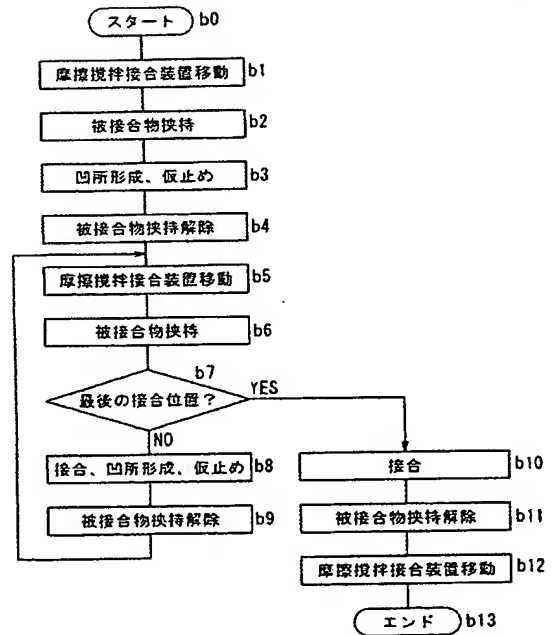 スタート b0
摩擦撹拌接合装置移動 b1
被接合物挟持 b2
凹所形成、仮止め b3
被接合物挟持解除 b4
摩擦撹拌接合装置移動 b5
被接合物挟持 b6
b7
最後の接合位置?
YES
NO
接合、凹所形成、仮止め b8
被接合物挟持解除 b9
接合 b10
被接合物挟持解除 b11
摩擦撹拌接合装置移動 b12
エンド b13